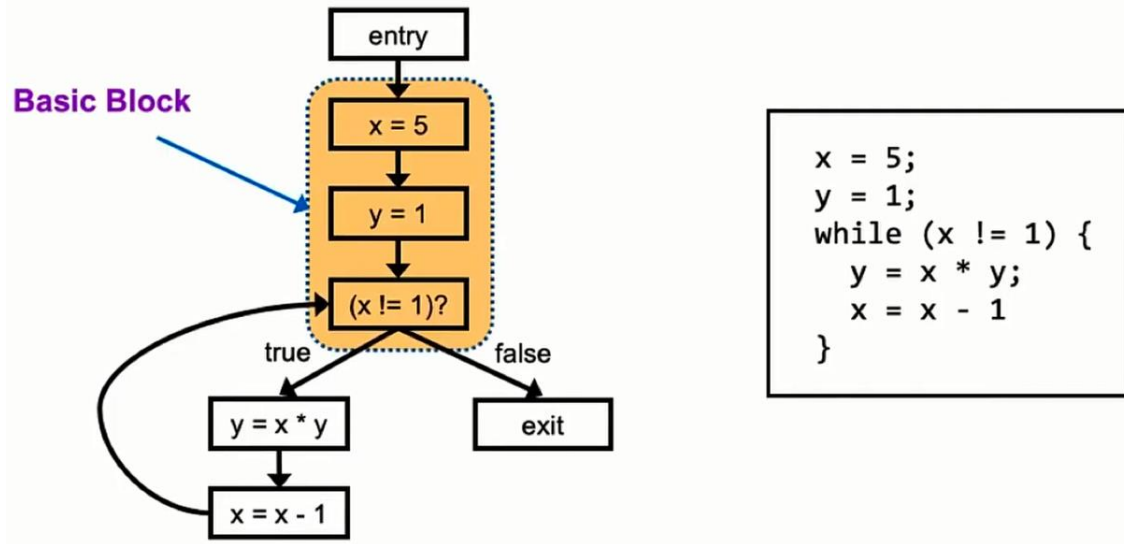 entry
Basic Block
x = 5
y = 1
(x != 1)?
true
false
y = x * y
exit
x = x - 1
x = 5;
y = 1;
while (x != 1) {
y = x * y;
x = x - 1
}